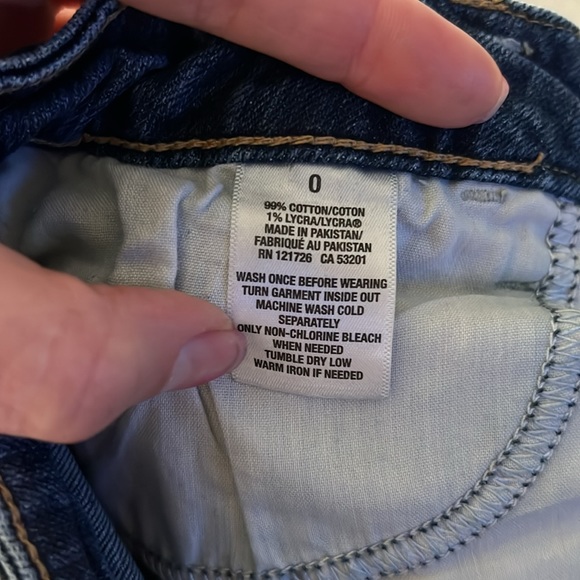 0
99% COTTON/COTON
1% LYCRA/LYCRA®
MADE IN PAKISTAN/
FABRIQUÉ AU PAKISTAN
RN 121726 CA 53201
WASH ONCE BEFORE WEARING
TURN GARMENT INSIDE OUT
MACHINE WASH COLD
SEPARATELY
ONLY NON-CHLORINE BLEACH
WHEN NEEDED
TUMBLE DRY LOW
WARM IRON IF NEEDED